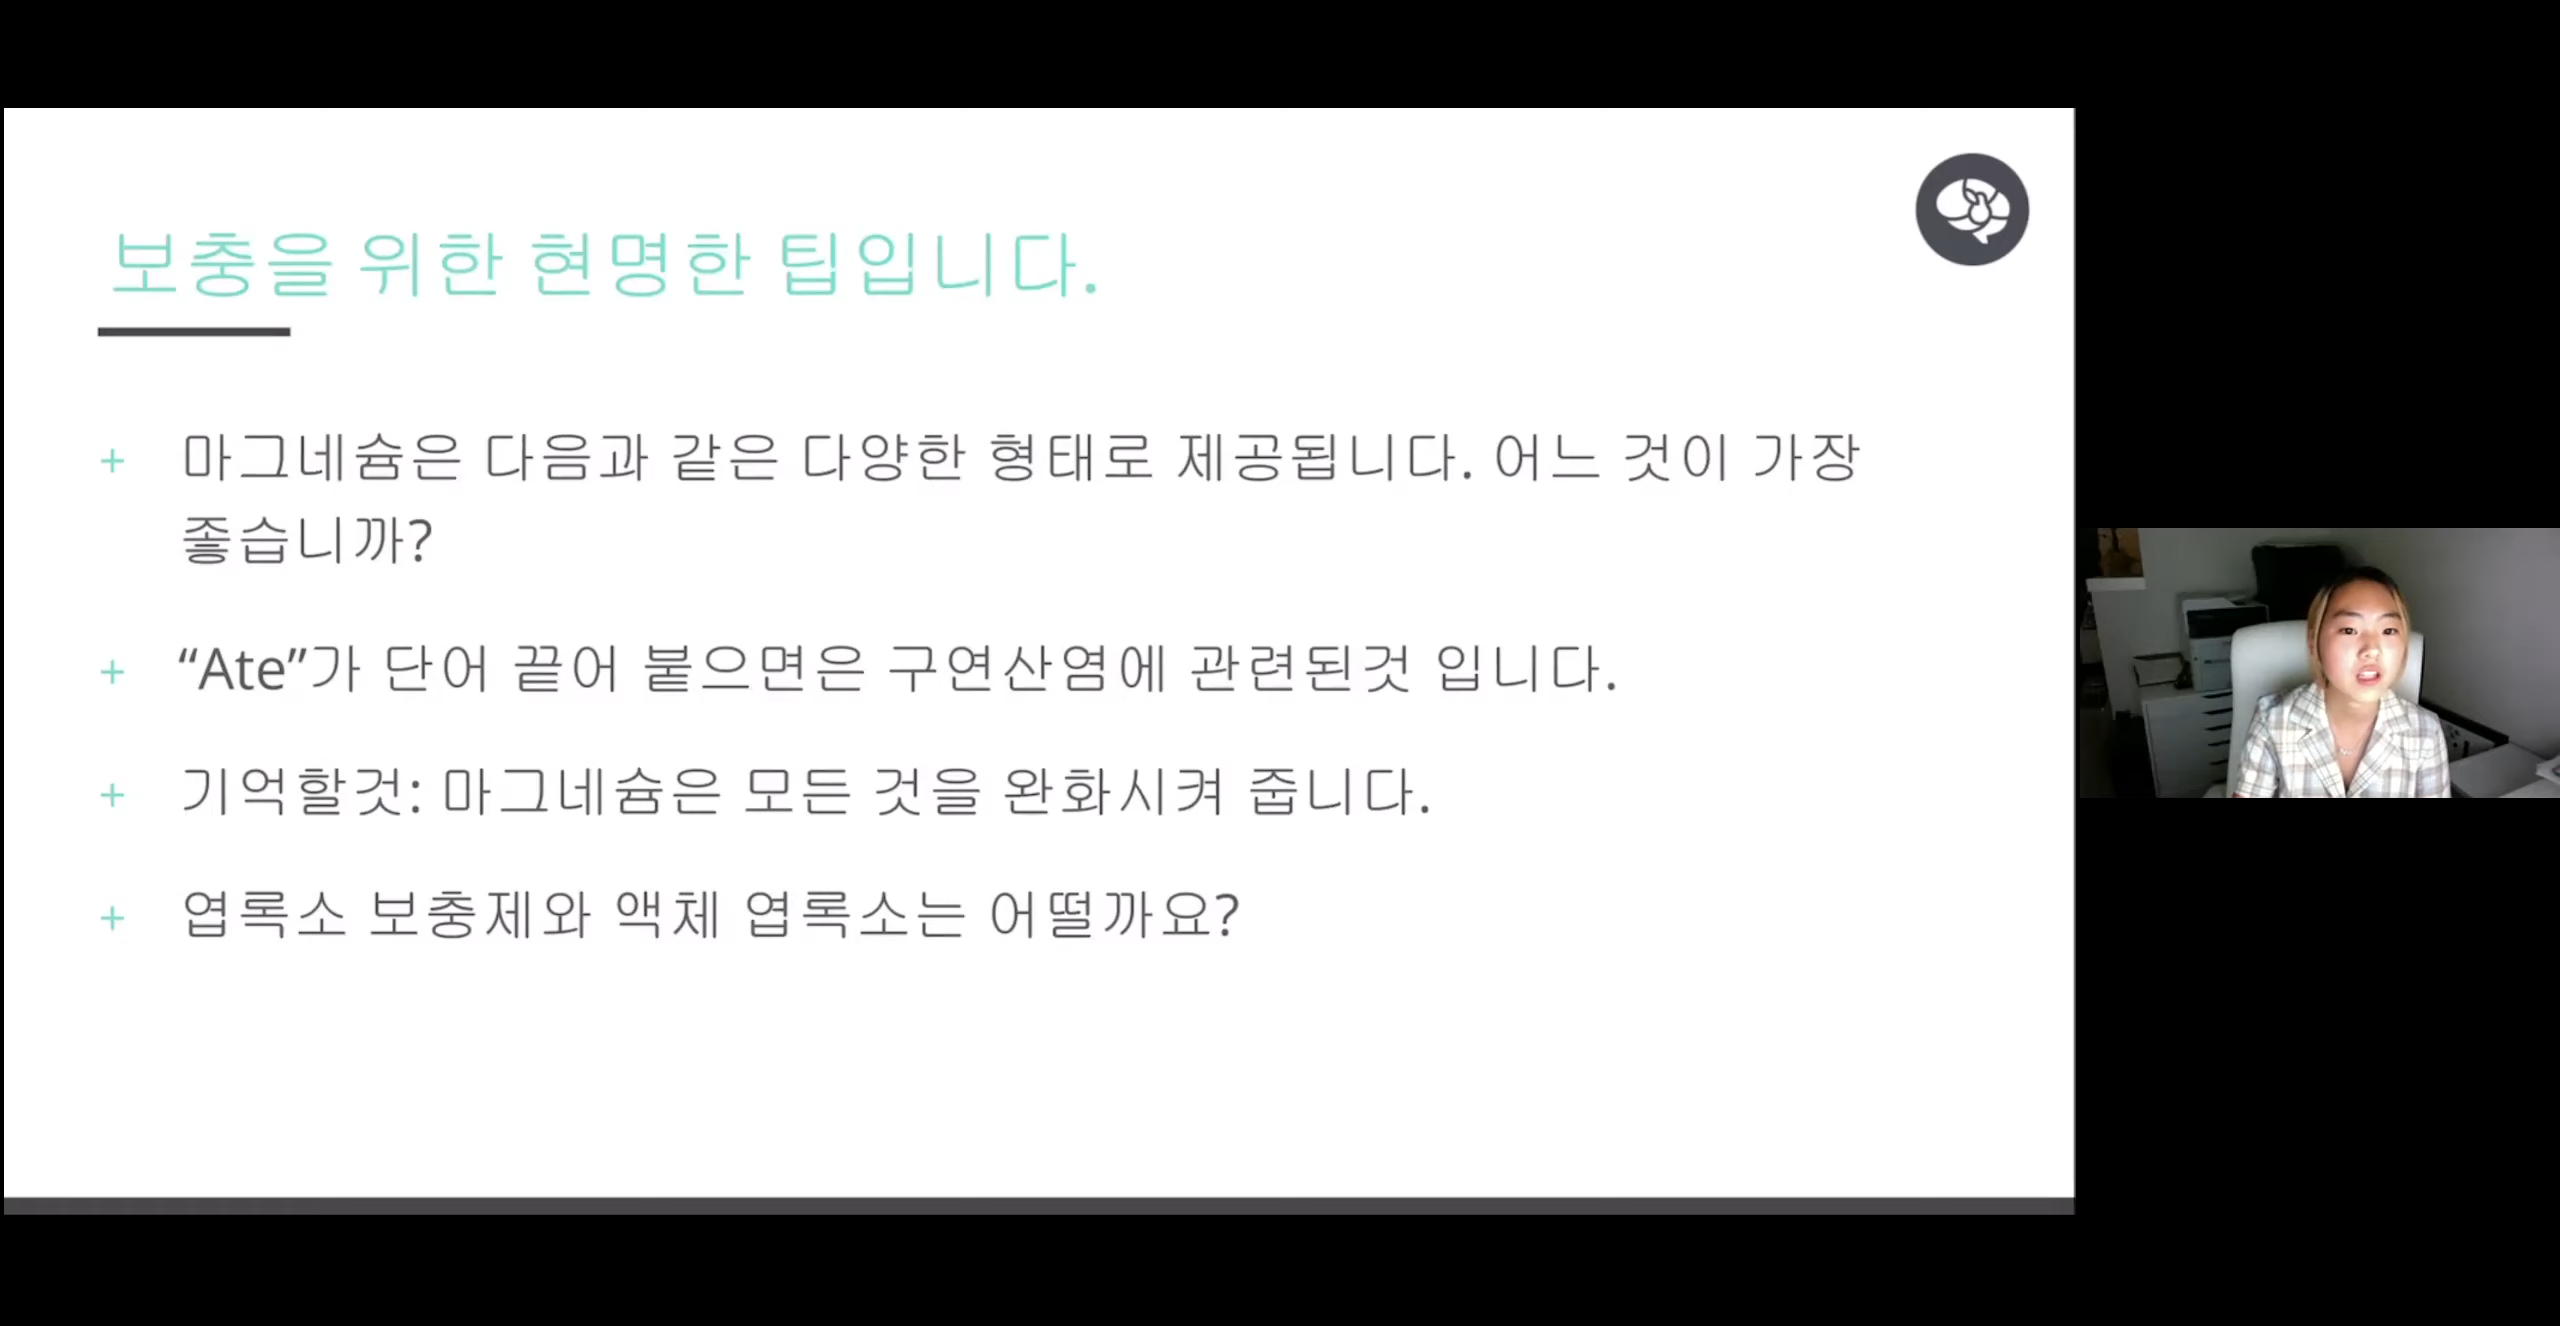 보충을 위한 현명한 팁입니다.
+ 마그네슘은 다음과 같은 다양한 형태로 제공됩니다. 어느 것이 가장
좋습니까?
+ “Ate”가 단어 끝어 붙으면은 구연산염에 관련된것 입니다.
+ 기억할것: 마그네슘은 모든 것을 완화시켜 줍니다.
+ 엽록소 보충제와 액체 엽록소는 어떨까요?